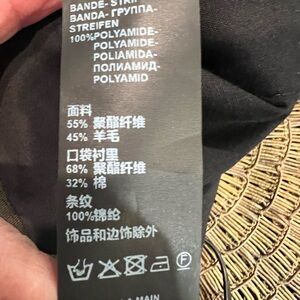 BANDE- STRIP
BANDA- ГРУППА-
STREIFEN
100%POLYAMIDE-
POLYAMIDE-
POLIAMIDA-
ПОЛИАМИД-
POLYAMID
面料
55% 聚酯纤维
45% 羊毛
口袋衬里
68% 聚酯纤维
32% 棉
条纹
100%锦纶
饰品和边饰除外
F
MAIN